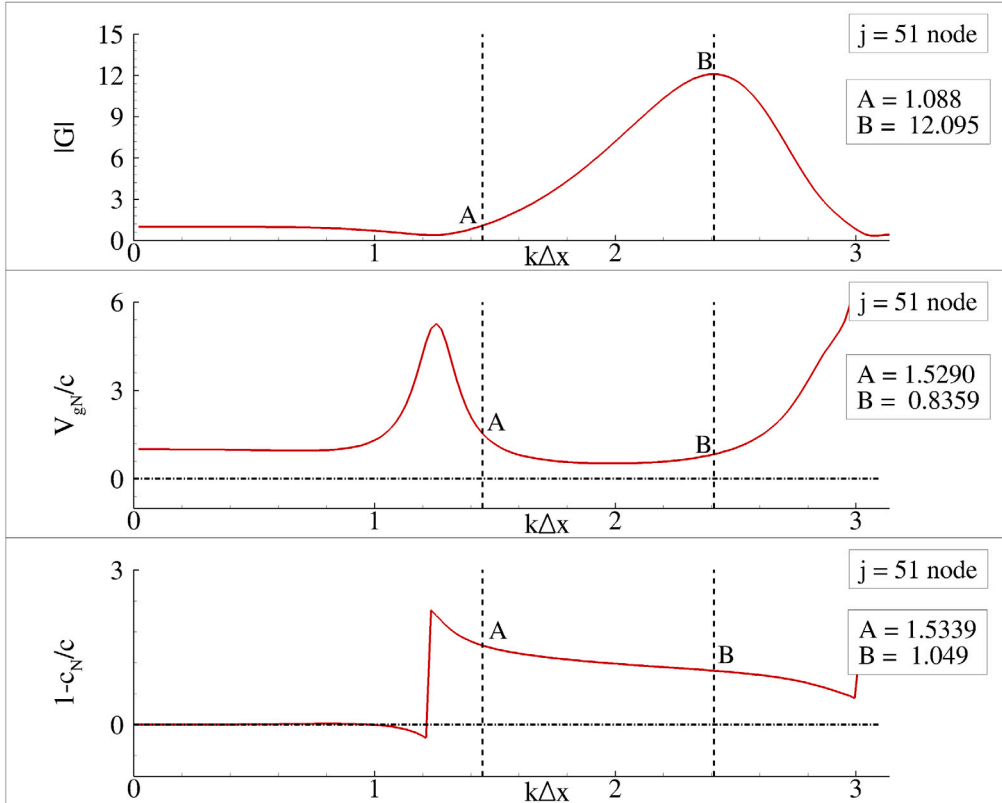 15
12
9
6
3
0
|G|
A
B
0
1
2
3
kΔx
j = 51 node
A = 1.088
B = 12.095
6
3
0
V_gN/c
A
B
0
1
2
3
kΔx
j = 51 node
A = 1.5290
B = 0.8359
3
0
1-c_N/c
A
B
0
1
2
3
kΔx
j = 51 node
A = 1.5339
B = 1.049